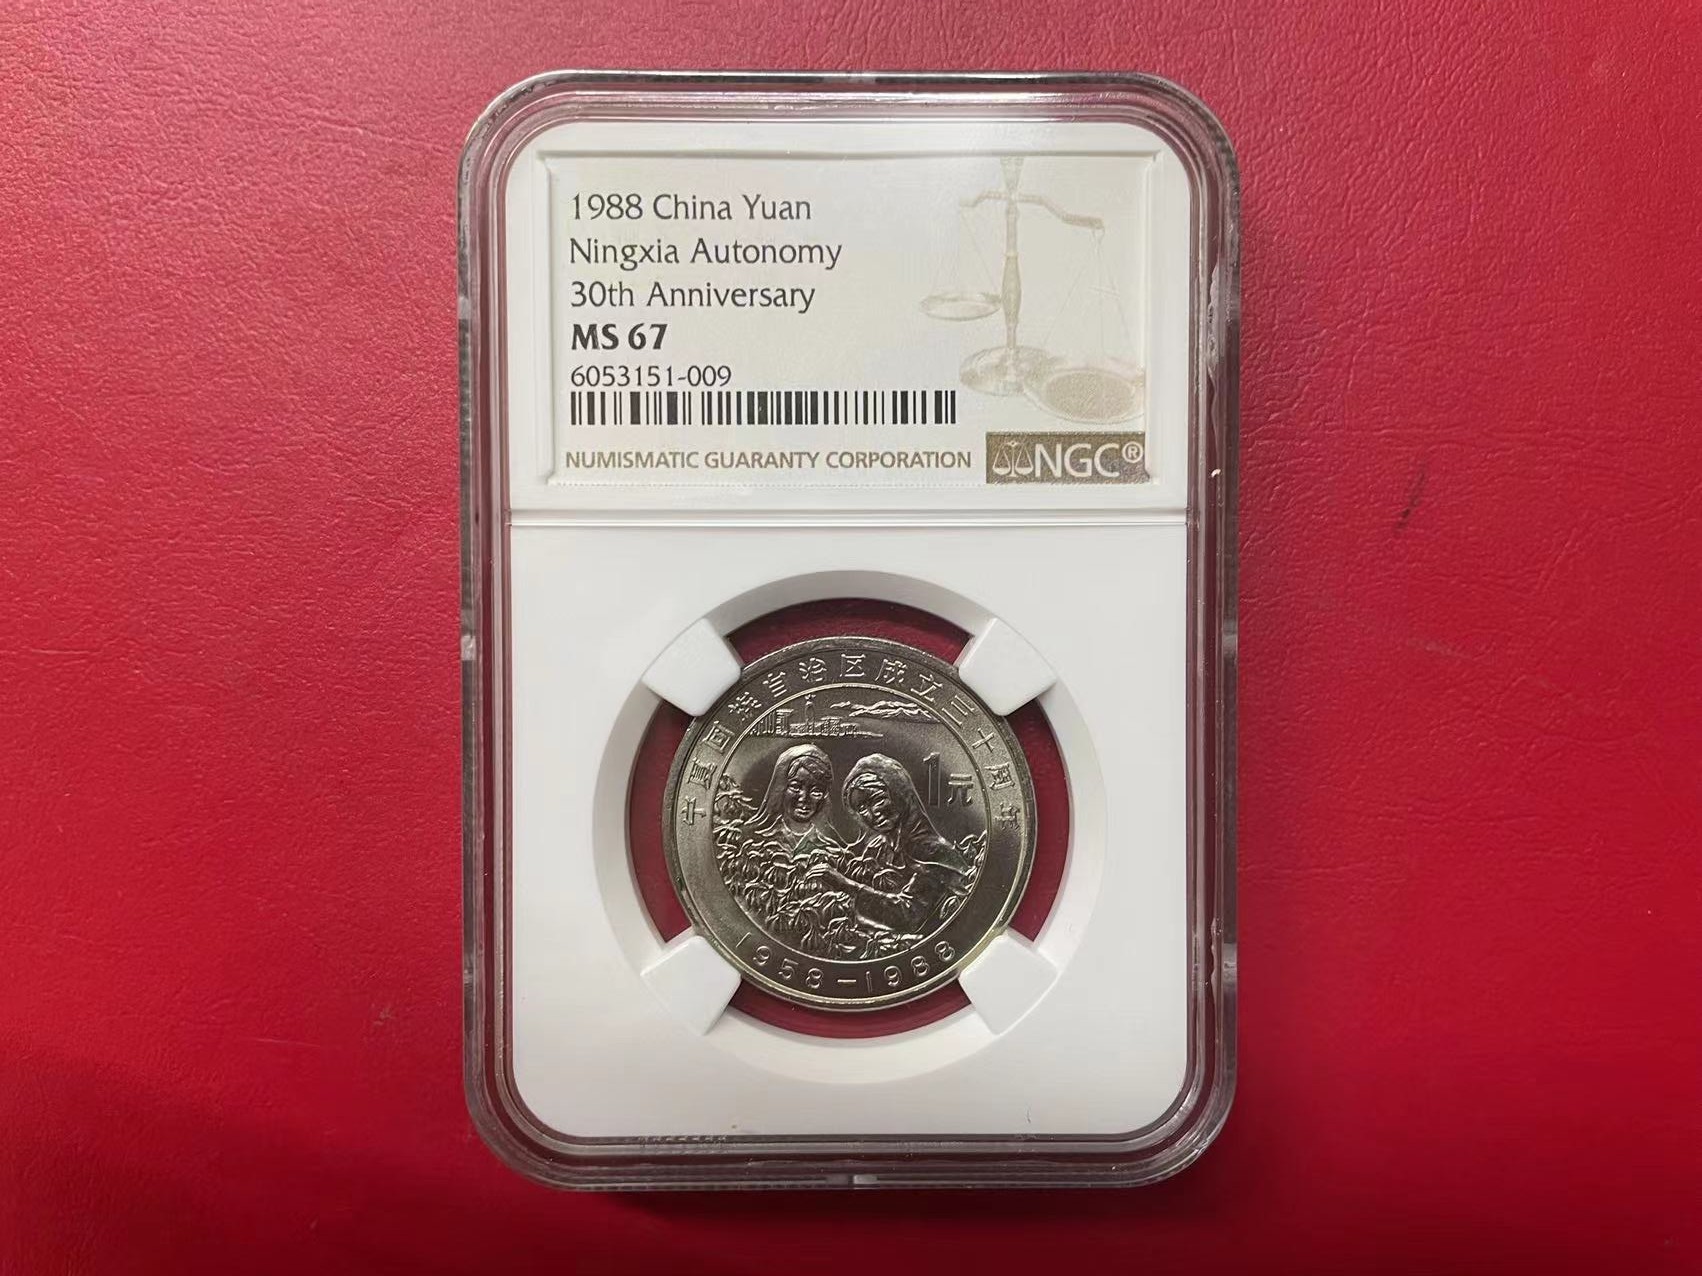 1988 China Yuan
Ningxia Autonomy
30th Anniversary
MS 67
6053151-009
NUMISMATIC GUARANTY CORPORATION
NGC®
宁夏回族自治区成立三十周年
1元
1958-1988